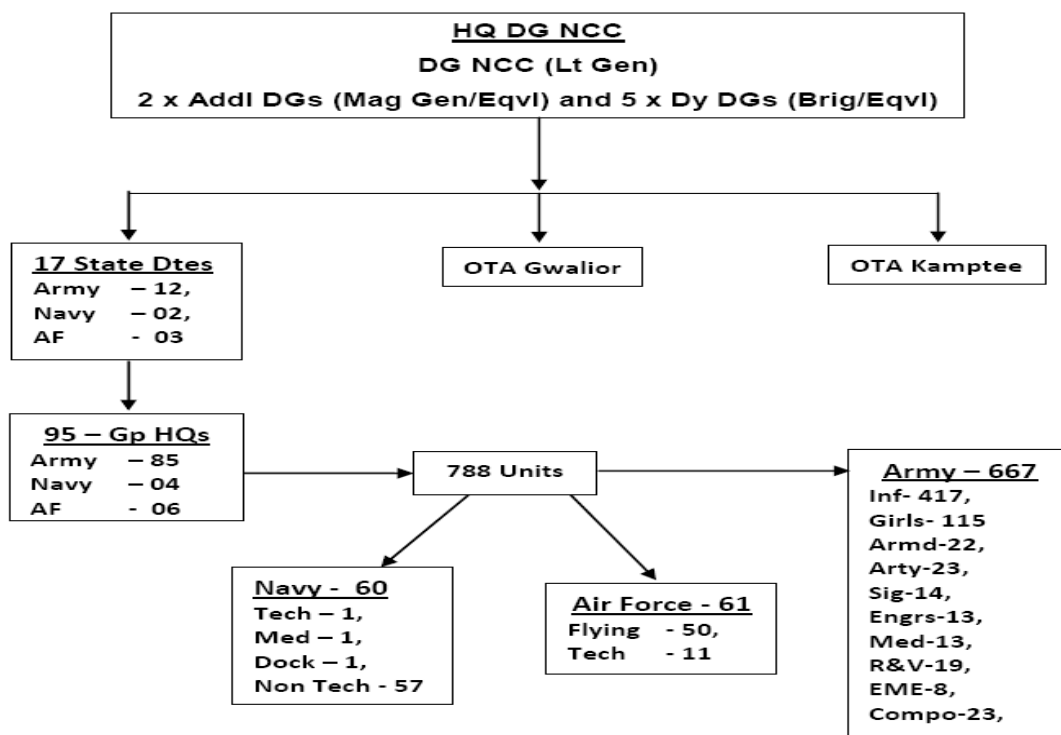 HQ DG NCC
DG NCC (Lt Gen)
2 x Addl DGs (Mag Gen/Eqvl) and 5 x Dy DGs (Brig/Eqvl)
17 State Dtes
Army – 12,
Navy – 02,
AF - 03
OTA Gwalior
OTA Kamptee
95 – Gp HQs
Army – 85
Navy – 04
AF - 06
788 Units
Army – 667
Inf- 417,
Girls- 115
Armd-22,
Arty-23,
Sig-14,
Engrs-13,
Med-13,
R&V-19,
EME-8,
Compo-23,
Navy - 60
Tech – 1,
Med – 1,
Dock – 1,
Non Tech - 57
Air Force - 61
Flying - 50,
Tech - 11